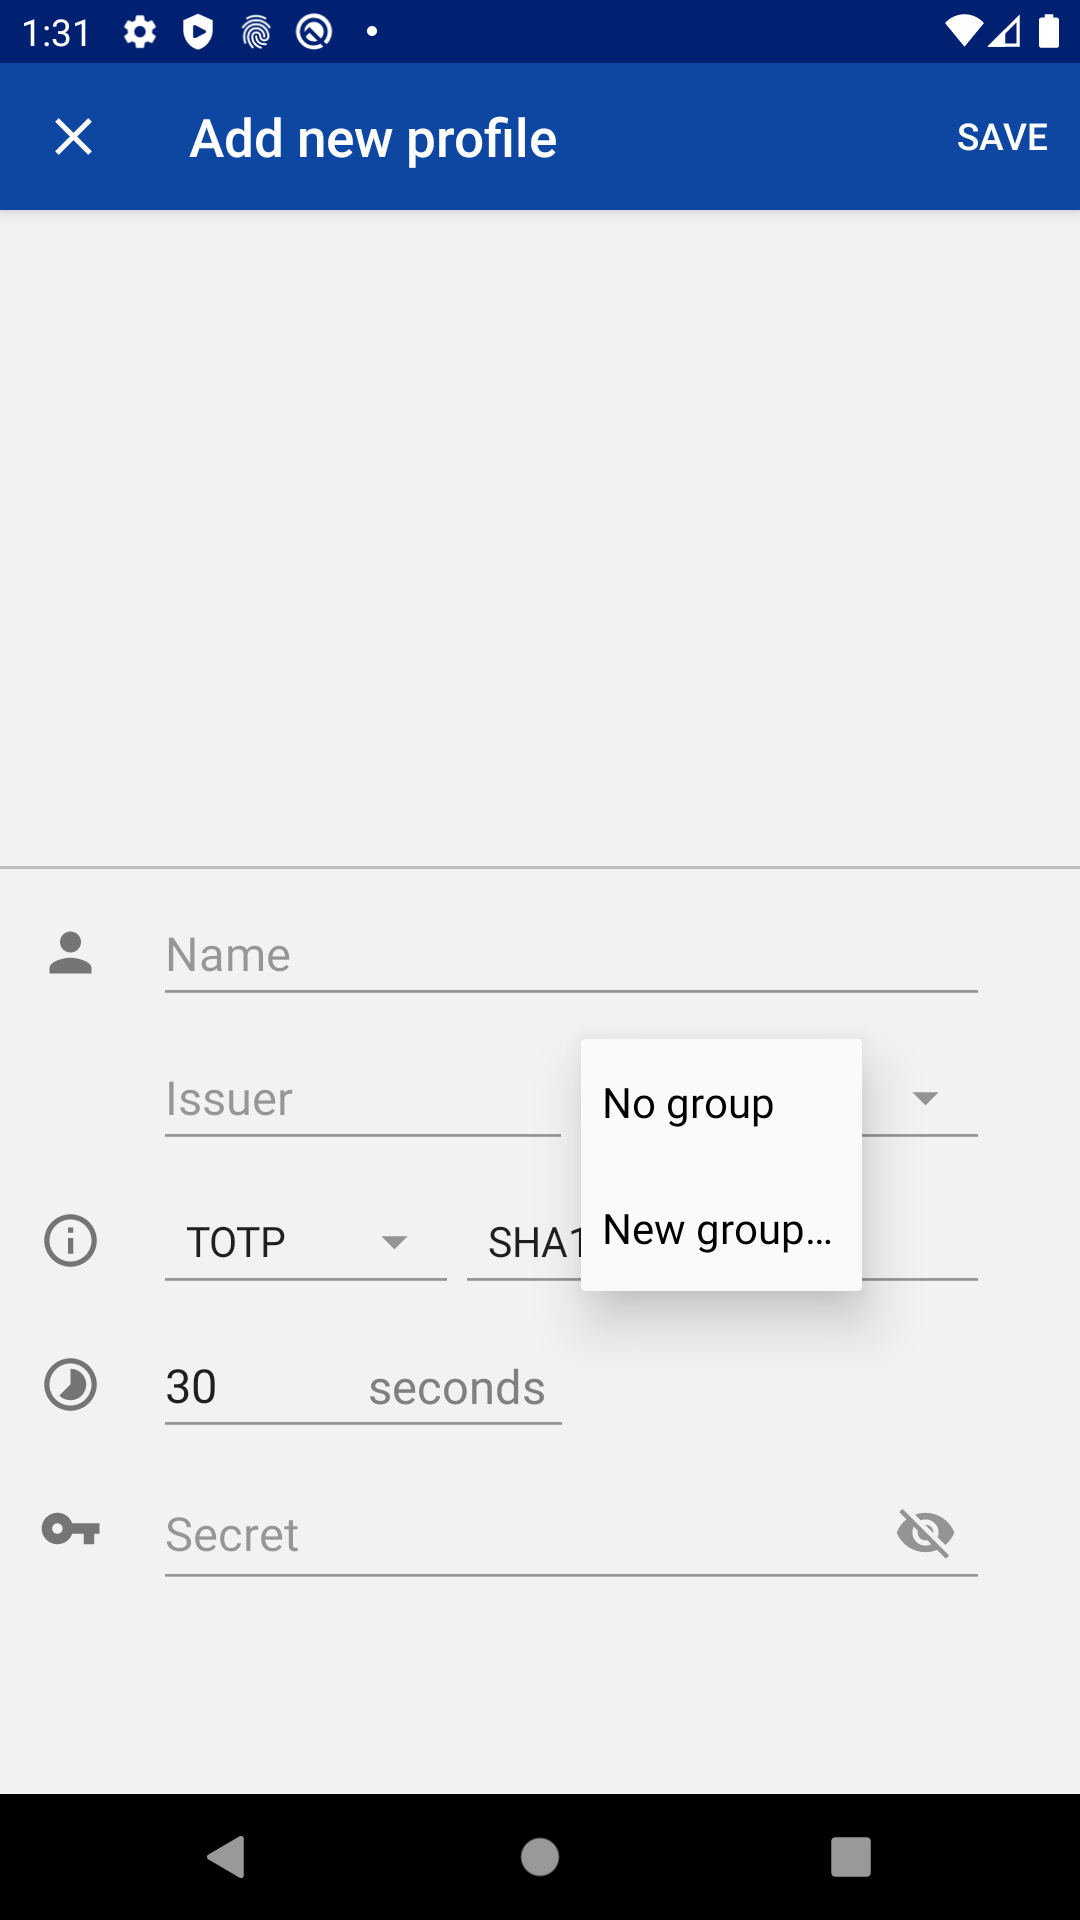 1:31
Add new profile
SAVE
Name
Issuer
No group
TOTP
SHA1
New group…
30
seconds
Secret